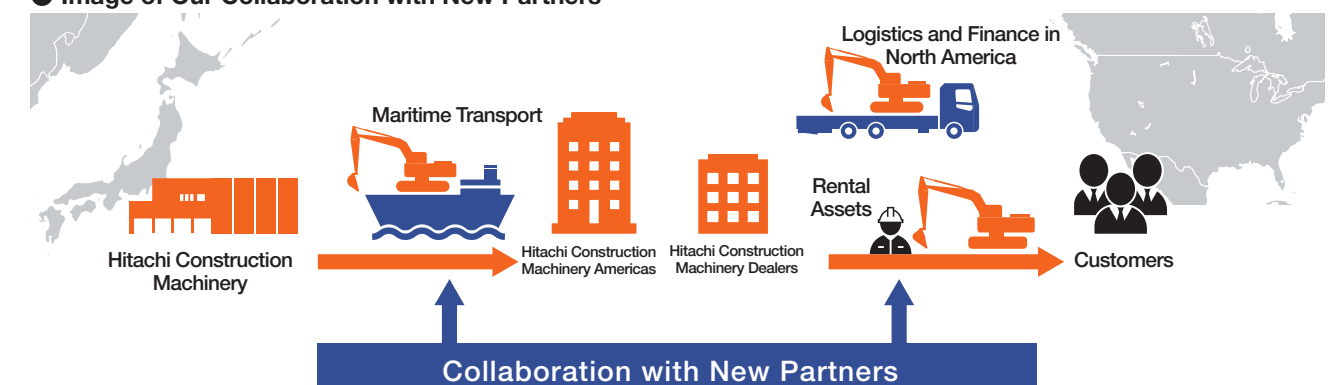 Image of Our Collaboration with New Partners
Logistics and Finance in
North America
Maritime Transport
Rental
Assets
Hitachi Construction
Machinery
Hitachi Construction
Machinery Americas
Hitachi Construction
Machinery Dealers
Customers
Collaboration with New Partners